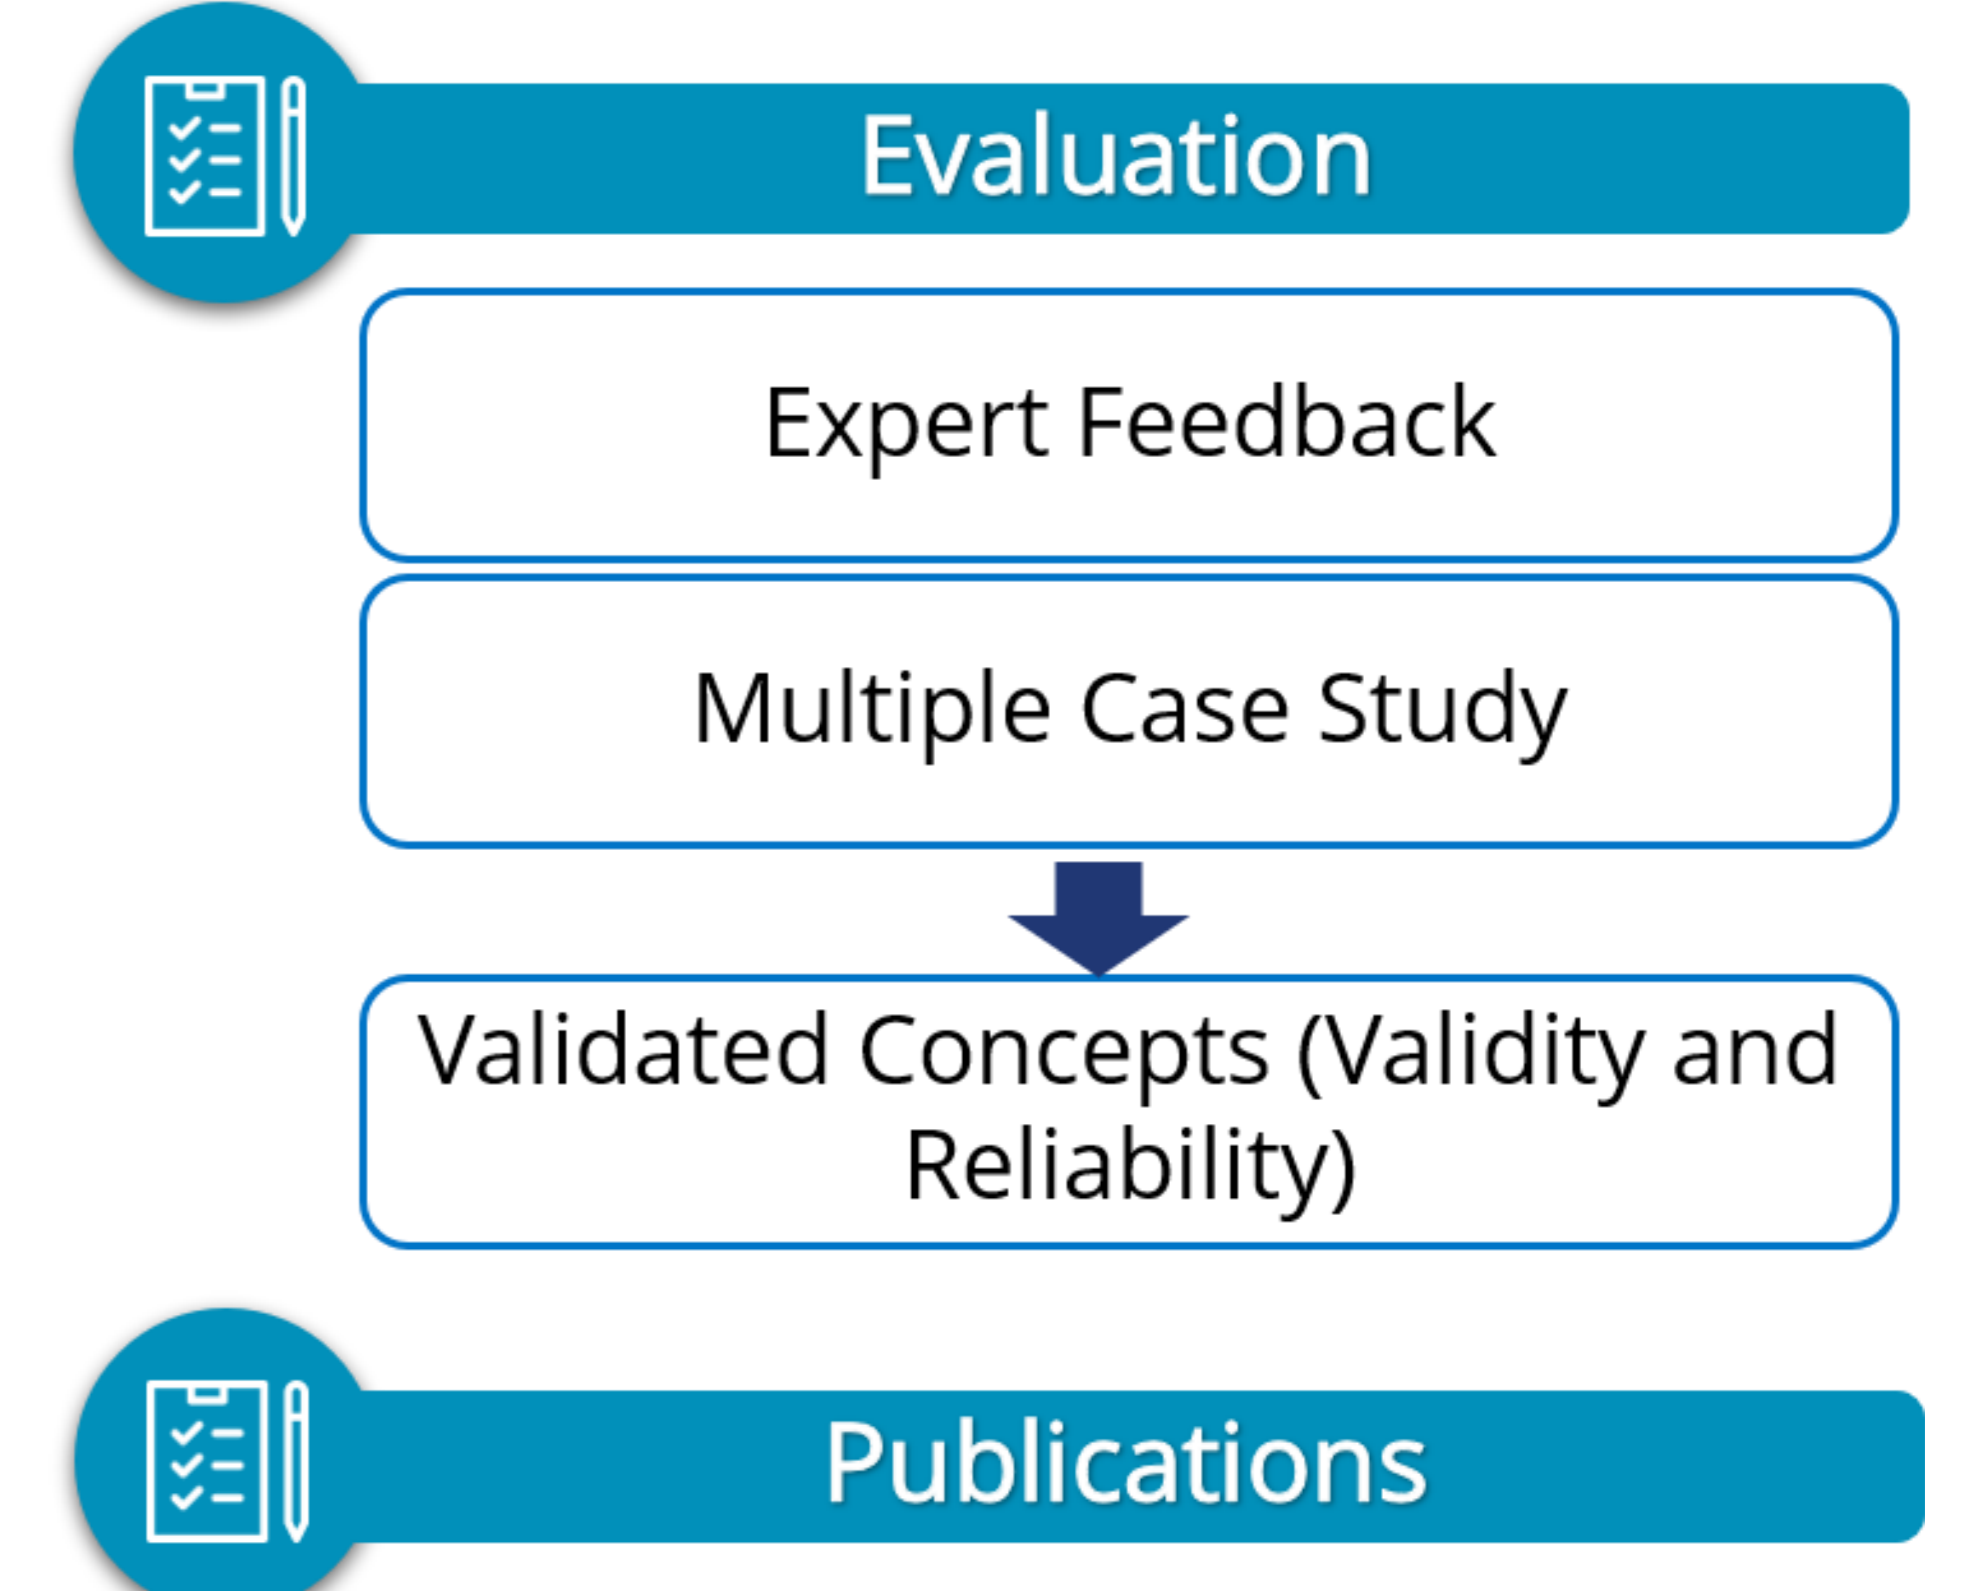 Evaluation
Expert Feedback
Multiple Case Study
Validated Concepts (Validity and
Reliability)
Publications